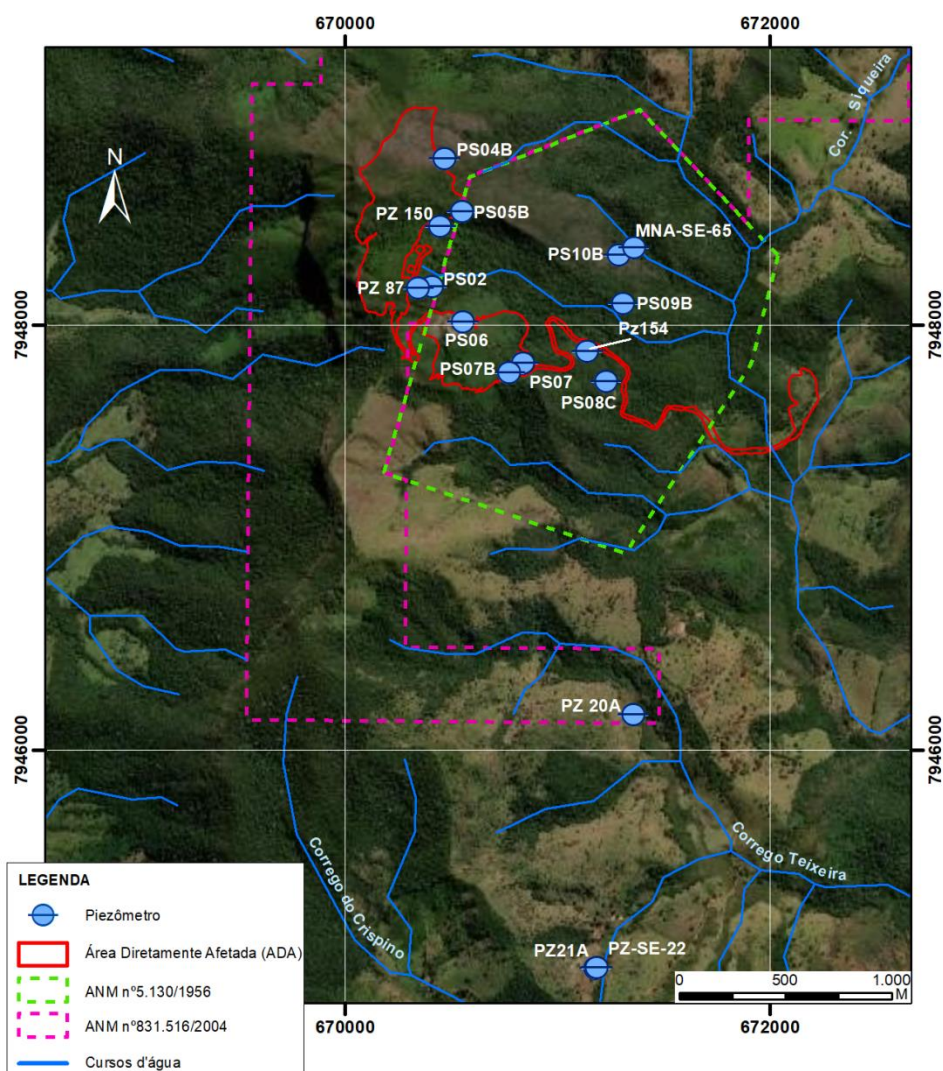 670000
672000
Cor. Siqueira
N
PS04B
PZ 150
PS05B
MNA-SE-65
PS10B
PZ 87
PS02
PS09B
7948000
7948000
Pz154
PS06
PS07B
PS07
PS08C
PZ 20A
7946000
7946000
Corrego Teixeira
Corrego do Crispino
PZ21A
PZ-SE-22
LEGENDA
Piezômetro
Área Diretamente Afetada (ADA)
ANM nº5.130/1956
ANM nº831.516/2004
Cursos d'água
0 500 1.000
M
670000
672000